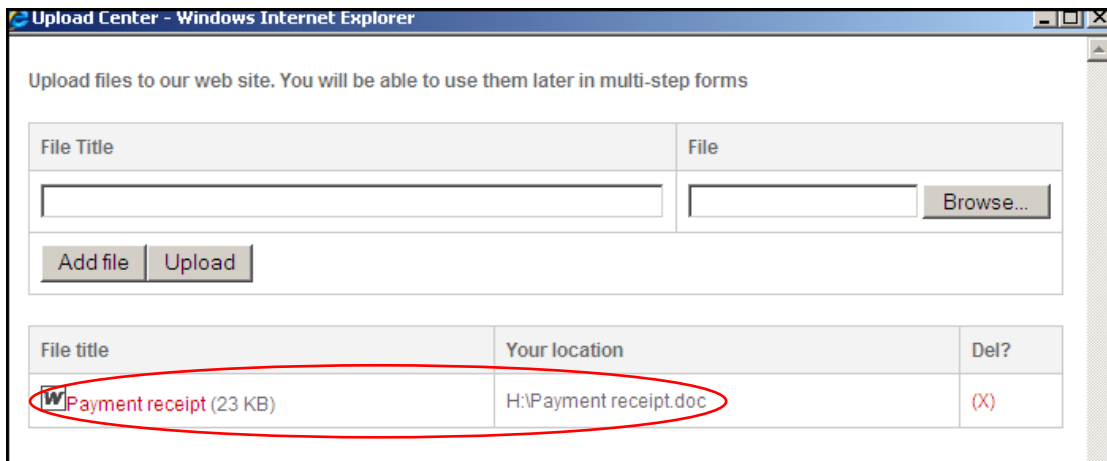 Upload Center - Windows Internet Explorer
Upload files to our web site. You will be able to use them later in multi-step forms
File Title File
Browse...
Add file Upload
File title Your location Del?
W Payment receipt (23 KB) H:\Payment receipt.doc (X)